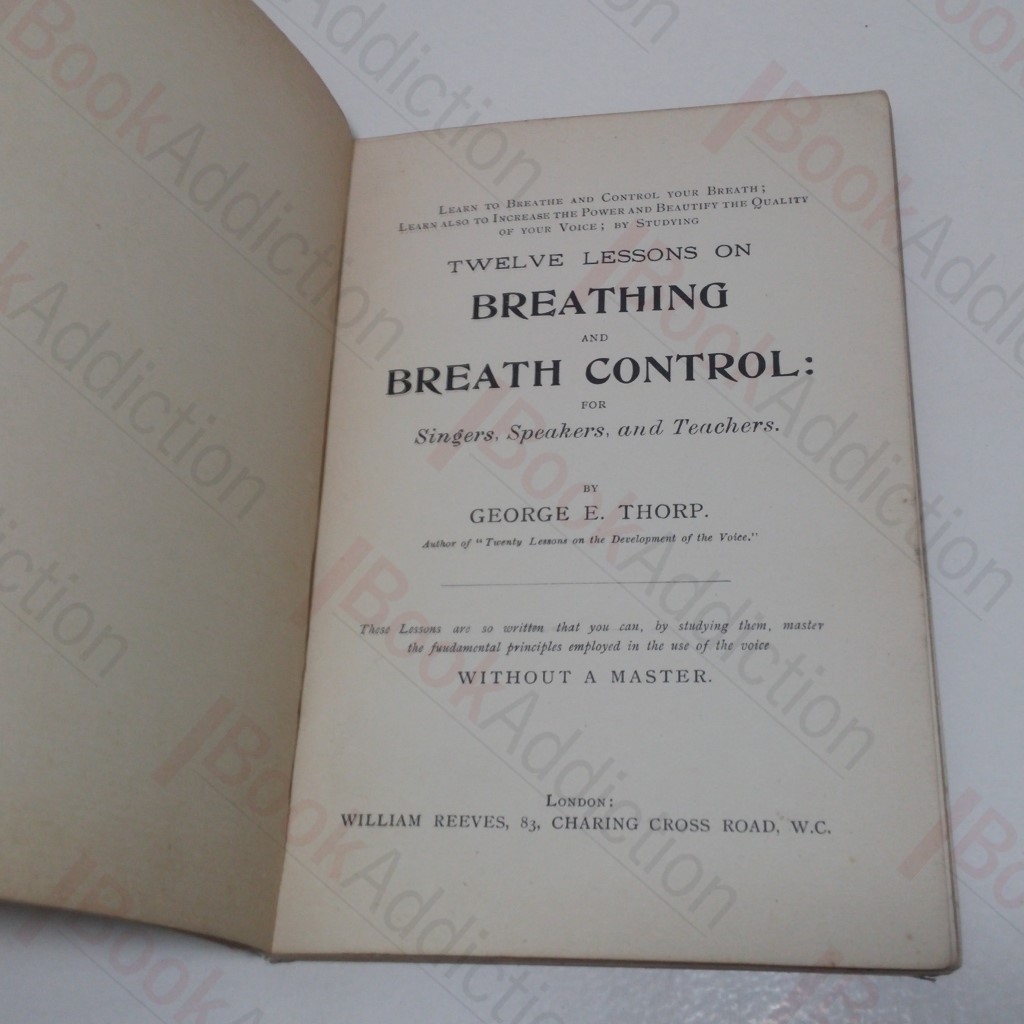 Learn to Breathe and Control your Breath;
Learn also to Increase the Power and Beautify the Quality
of your Voice; by Studying
TWELVE LESSONS ON
BREATHING
AND
BREATH CONTROL:
FOR
Singers, Speakers, and Teachers.
BY
GEORGE E. THORP.
Author of "Twenty Lessons on the Development of the Voice."
These Lessons are so written that you can, by studying them, master
the fundamental principles employed in the use of the voice
WITHOUT A MASTER.
London:
WILLIAM REEVES, 83, CHARING CROSS ROAD, W.C.
BookAddiction